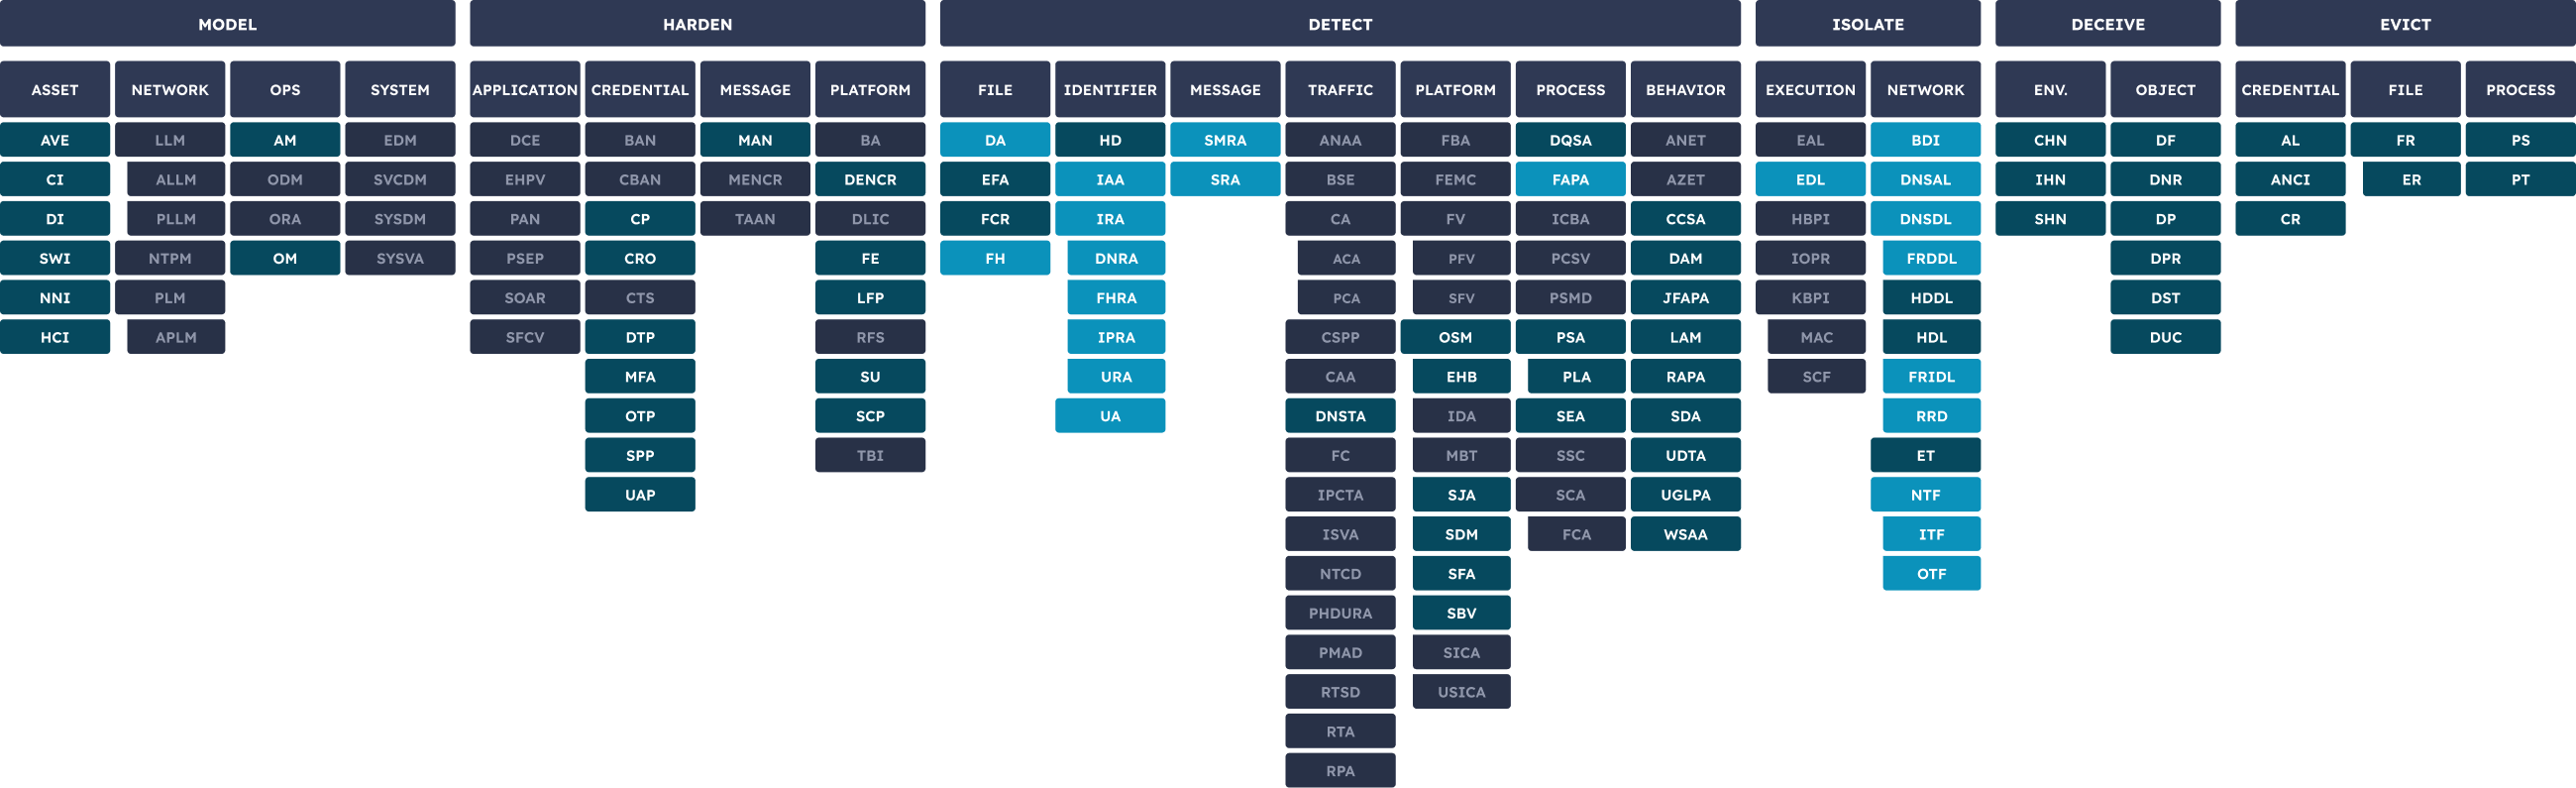 MODEL HARDEN DETECT ISOLATE DECEIVE EVICT
ASSET NETWORK OPS SYSTEM APPLICATION CREDENTIAL MESSAGE PLATFORM FILE IDENTIFIER MESSAGE TRAFFIC PLATFORM PROCESS BEHAVIOR EXECUTION NETWORK ENV. OBJECT CREDENTIAL FILE PROCESS
AVE LLM AM EDM DCE BAN MAN BA DA HD SMRA ANAA FBA DQSA ANET EAL BDI CHN DF AL FR PS
CI ALLM ODM SVCDM EHPV CBAN MENCR DENCR EFA IAA SRA BSE FEMC FAPA AZET EDL DNSAL IHN DNR ANCI ER PT
DI PLLM ORA SYSDM PAN CP TAAN DLIC FCR IRA CA FV ICBA CCSA HBPI DNSDL SHN DP CR
SWI NTPM OM SYSVA PSEP CRO FE FH DNRA ACA PFV PCSV DAM IOPR FRDDL DPR
NNI PLM SOAR CTS LFP FHRA PCA SFV PSMD JFAPA KBPI HDDL DST
HCI APLM SFCV DTP RFS IPRA CSPP OSM PSA LAM MAC HDL DUC
MFA SU URA CAA EHB PLA RAPA SCF FRIDL
OTP SCP UA DNSTA IDA SEA SDA RRD
SPP TBI FC MBT SSC UDTA ET
UAP IPCTA SJA SCA UGLPA NTF
ISVA SDM FCA WSAA ITF
NTCD SFA OTF
PHDURA SBV
PMAD SICA
RTSD USICA
RTA
RPA